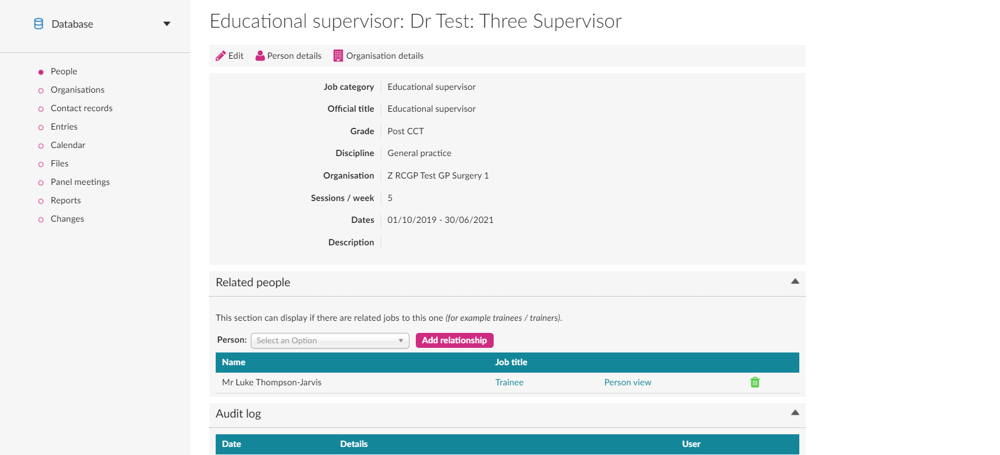 Database
People
Organisations
Contact records
Entries
Calendar
Files
Panel meetings
Reports
Changes
Educational supervisor: Dr Test: Three Supervisor
Edit Person details Organisation details
Job category Educational supervisor
Official title Educational supervisor
Grade Post CCT
Discipline General practice
Organisation Z RCGP Test GP Surgery 1
Sessions / week 5
Dates 01/10/2019 - 30/06/2021
Description
Related people
This section can display if there are related jobs to this one (for example trainees / trainers).
Person: Select an Option Add relationship
Name Job title
Mr Luke Thompson-Jarvis Trainee Person view
Audit log
Date Details User